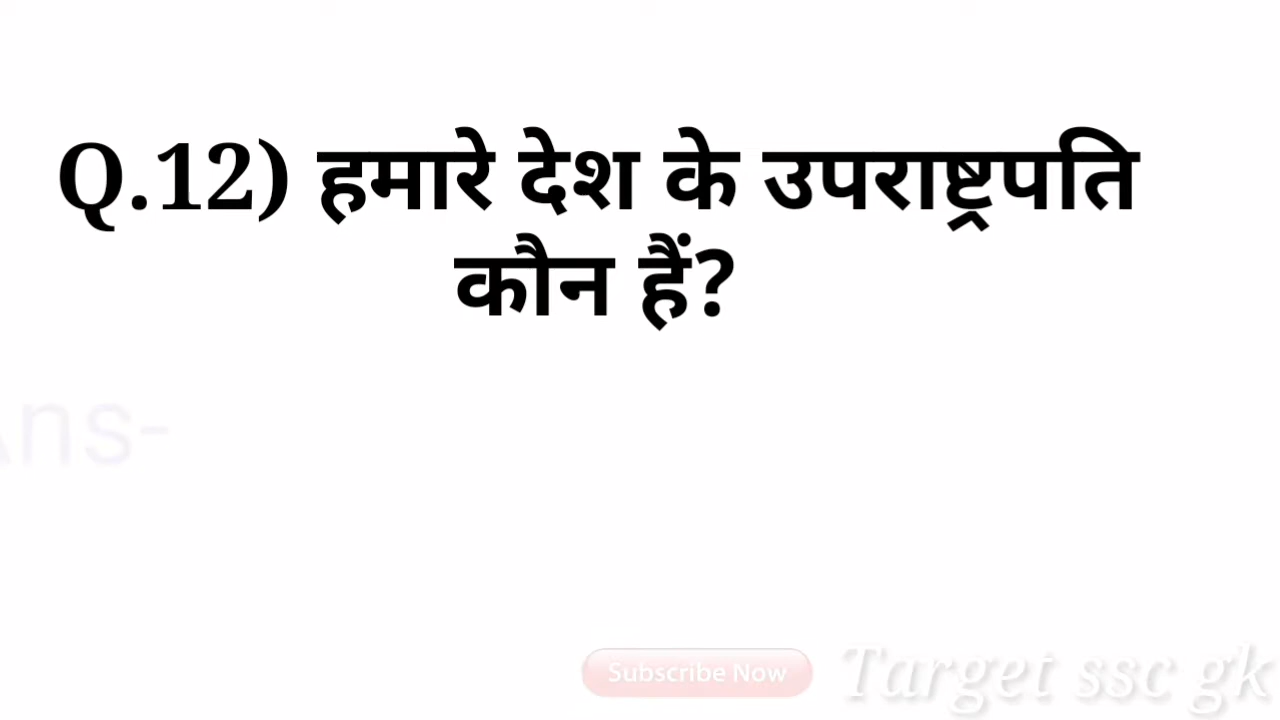 Q.12) हमारे देश के उपराष्ट्रपति
कौन हैं?
Ans-
Subscribe Now
Target ssc gk